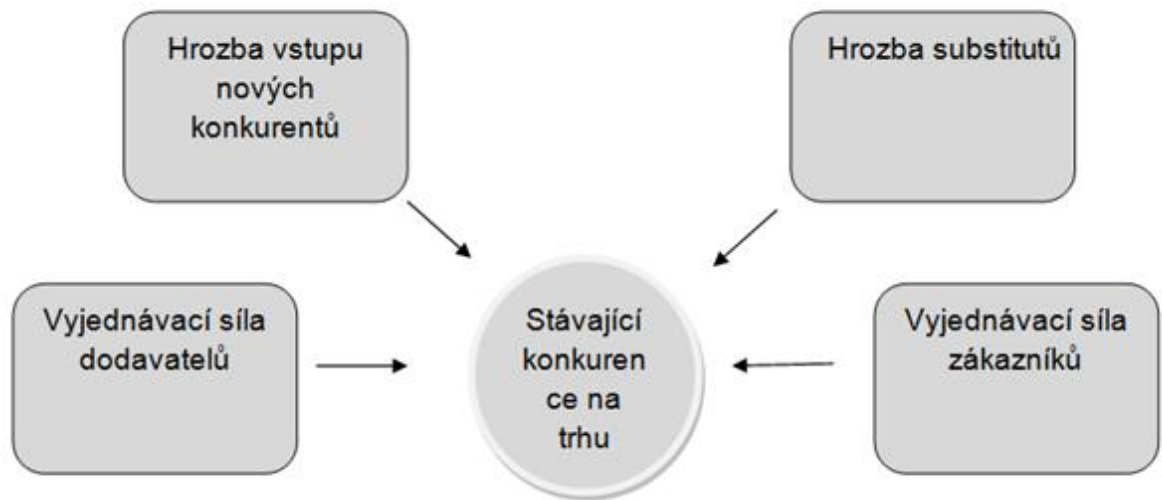 Hrozba vstupu
nových
konkurentů
Hrozba substitutů
Vyjednávací síla
dodavatelů
Stávající
konkuren
ce na
trhu
Vyjednávací síla
zákazníků